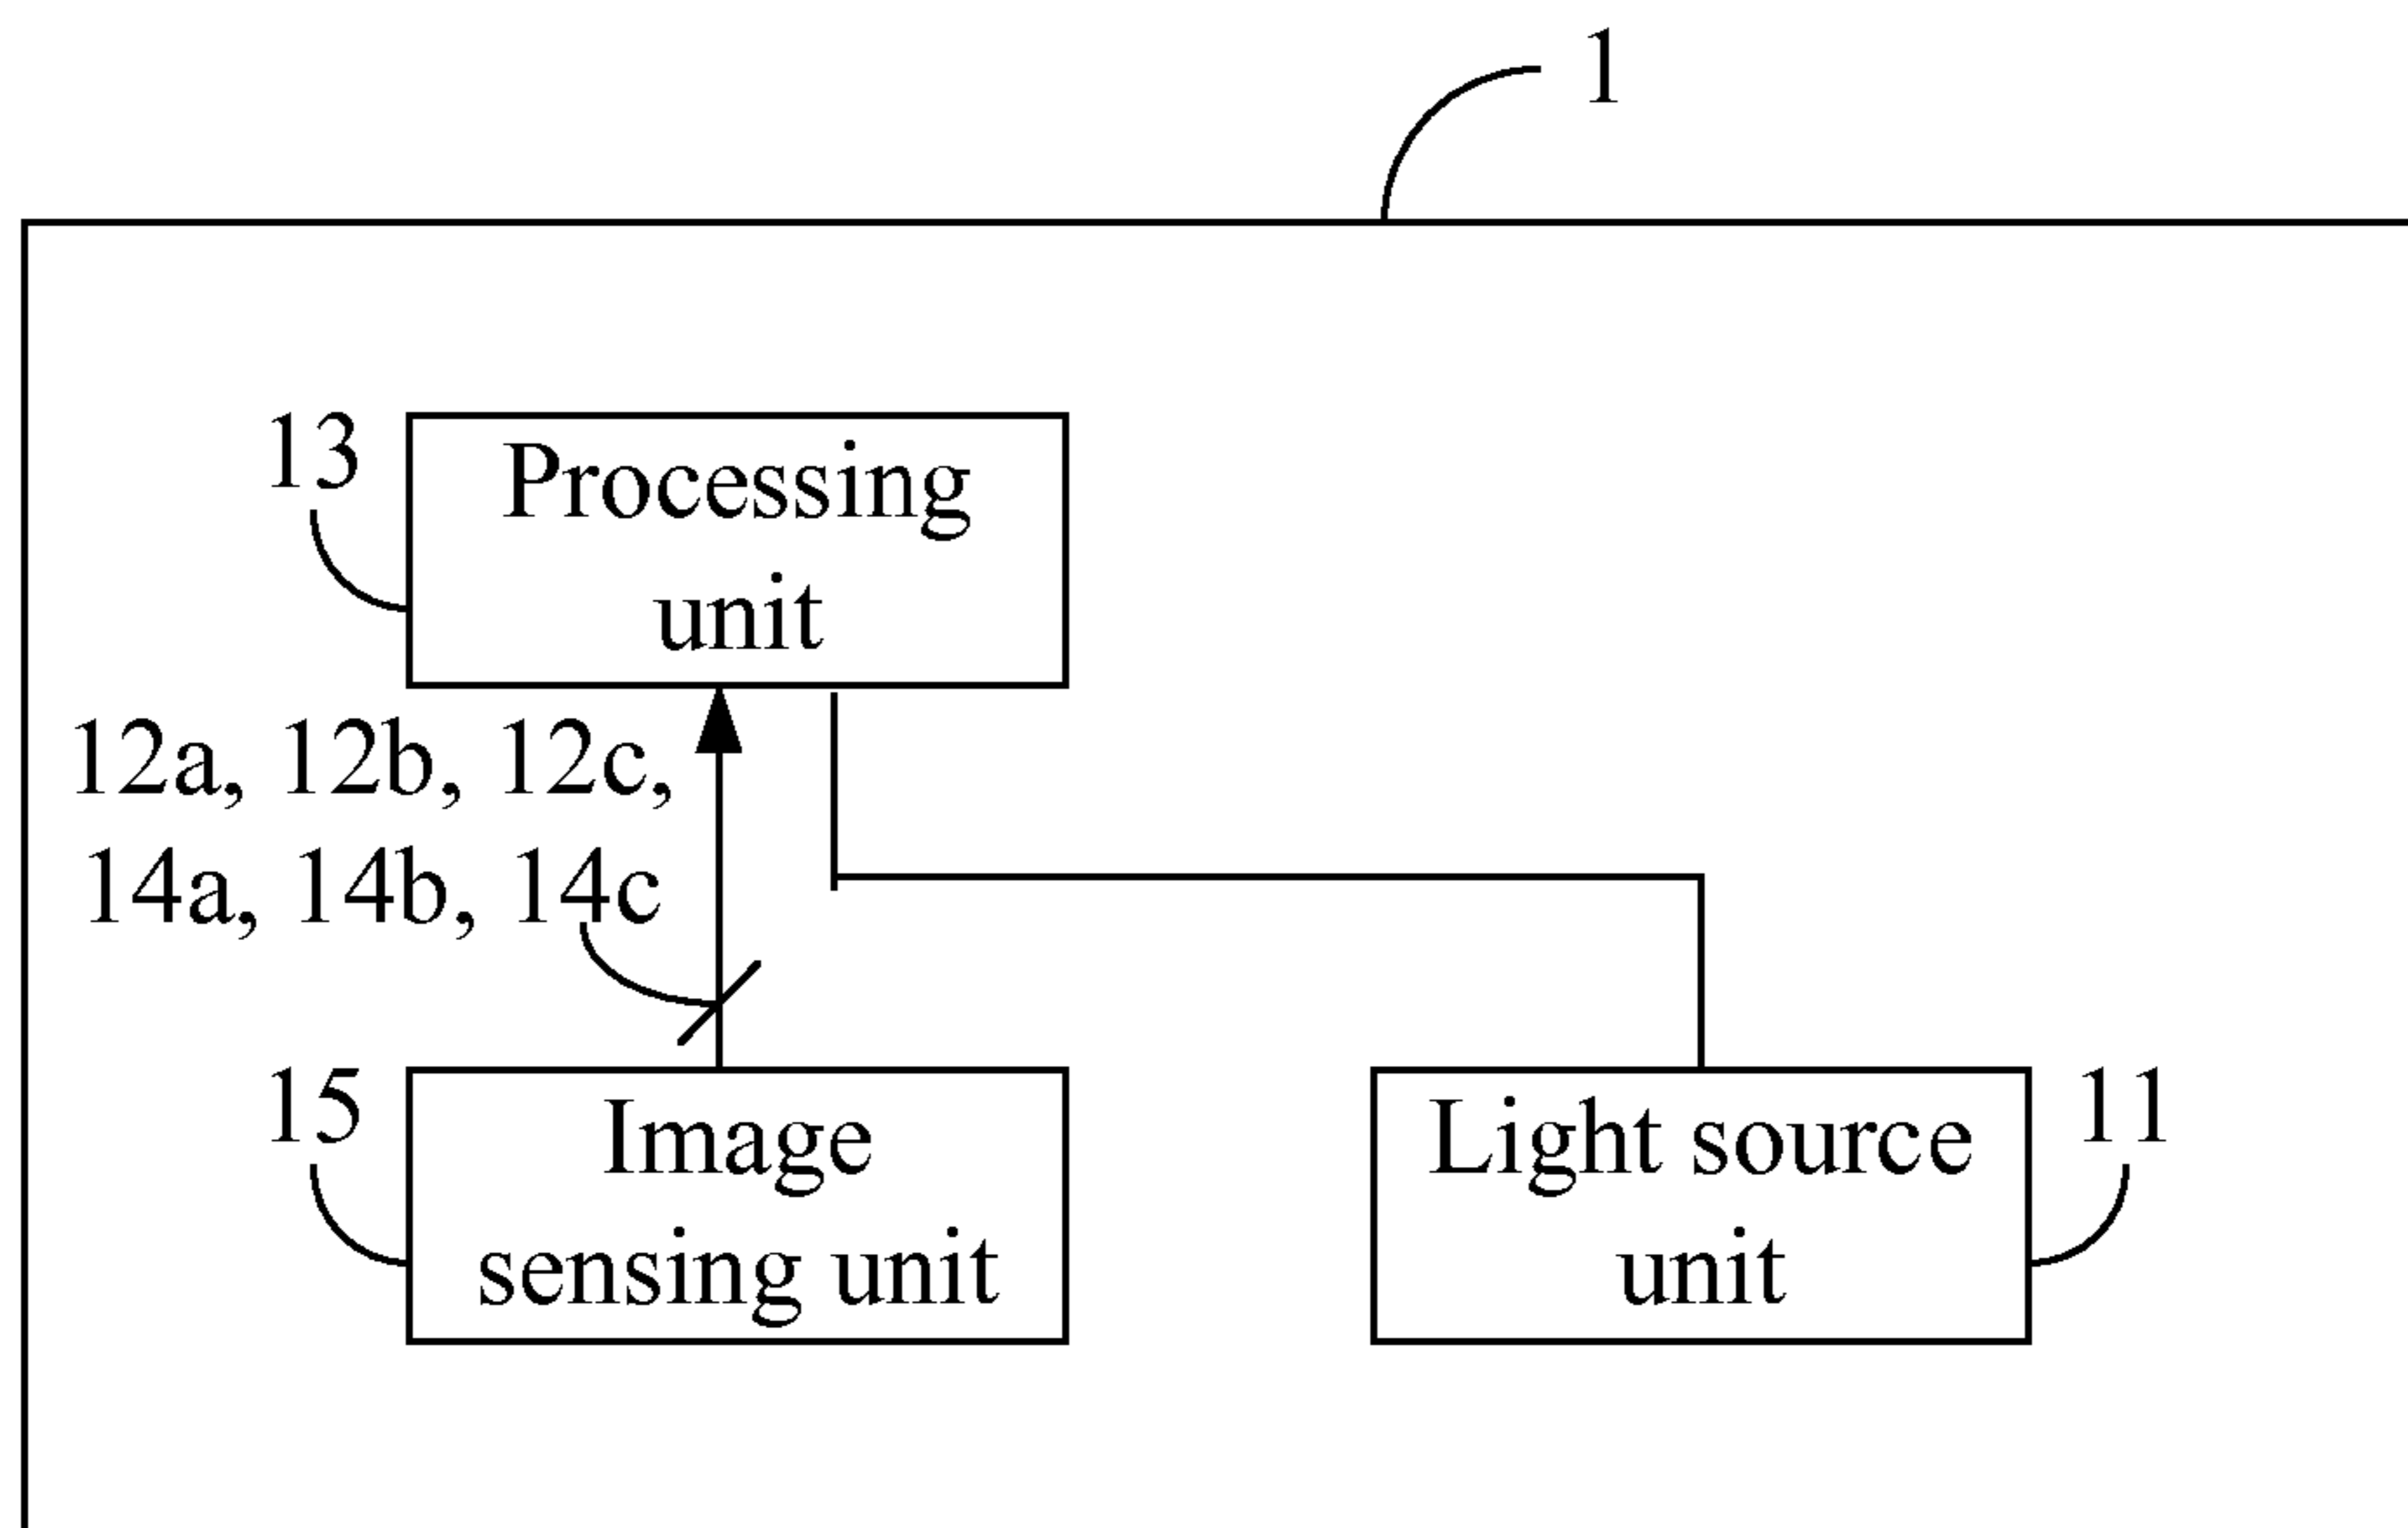 1
13
Processing
unit
12a, 12b, 12c,
14a, 14b, 14c
15
Image
sensing unit
Light source
unit
11